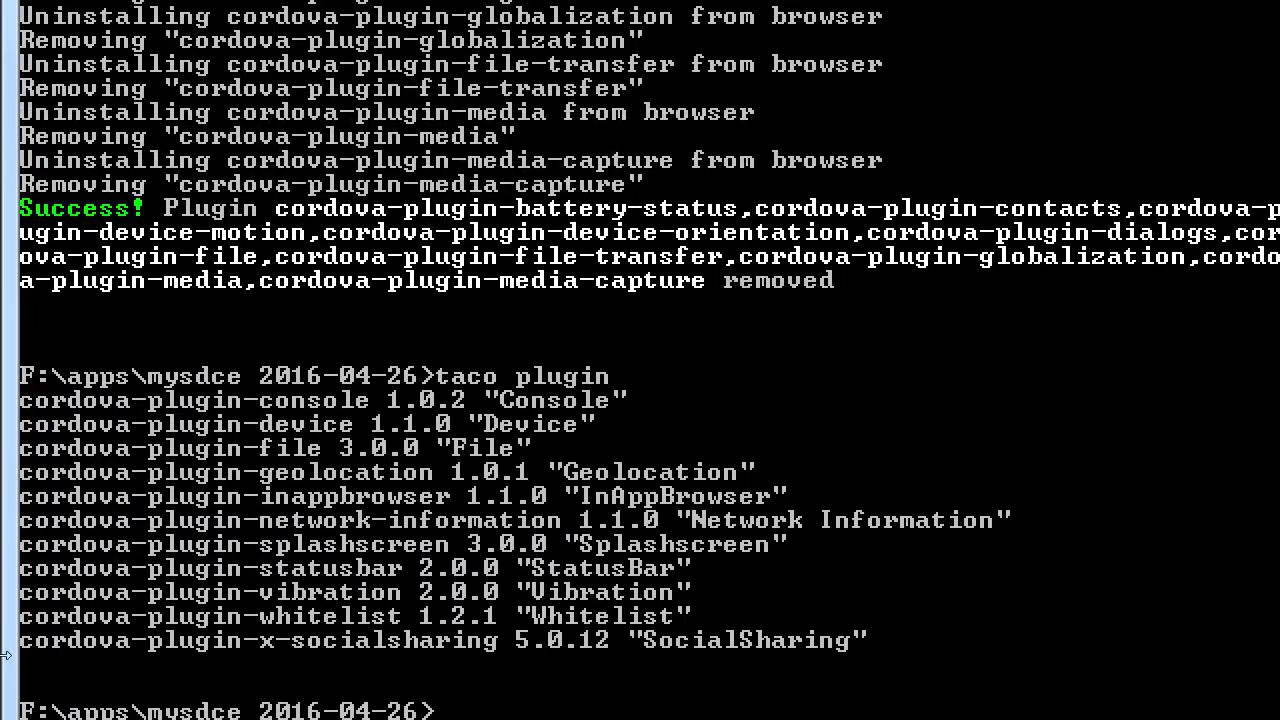 Uninstalling cordova-plugin-globalization from browser
Removing "cordova-plugin-globalization"
Uninstalling cordova-plugin-file-transfer from browser
Removing "cordova-plugin-file-transfer"
Uninstalling cordova-plugin-media from browser
Removing "cordova-plugin-media"
Uninstalling cordova-plugin-media-capture from browser
Removing "cordova-plugin-media-capture"
Success! Plugin cordova-plugin-battery-status,cordova-plugin-contacts,cordova-p
ugin-device-motion,cordova-plugin-device-orientation,cordova-plugin-dialogs,cor
ova-plugin-file,cordova-plugin-file-transfer,cordova-plugin-globalization,cordo
a-plugin-media,cordova-plugin-media-capture removed
F:\apps\mysdce 2016-04-26>taco plugin
cordova-plugin-console 1.0.2 "Console"
cordova-plugin-device 1.1.0 "Device"
cordova-plugin-file 3.0.0 "File"
cordova-plugin-geolocation 1.0.1 "Geolocation"
cordova-plugin-inappbrowser 1.1.0 "InAppBrowser"
cordova-plugin-network-information 1.1.0 "Network Information"
cordova-plugin-splashscreen 3.0.0 "Splashscreen"
cordova-plugin-statusbar 2.0.0 "StatusBar"
cordova-plugin-vibration 2.0.0 "Vibration"
cordova-plugin-whitelist 1.2.1 "Whitelist"
cordova-plugin-x-socialsharing 5.0.12 "SocialSharing"
F:\apps\mysdce 2016-04-26>